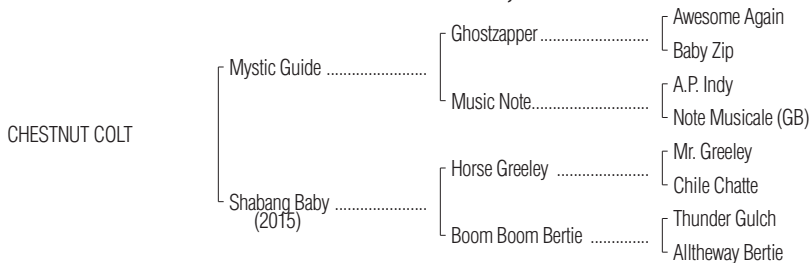 Awesome Again
Ghostzapper
Baby Zip
Mystic Guide
A.P. Indy
Music Note
Note Musicale (GB)
CHESTNUT COLT
Mr. Greeley
Horse Greeley
Chile Chatte
Shabang Baby
(2015)
Thunder Gulch
Boom Boom Bertie
Alltheway Bertie